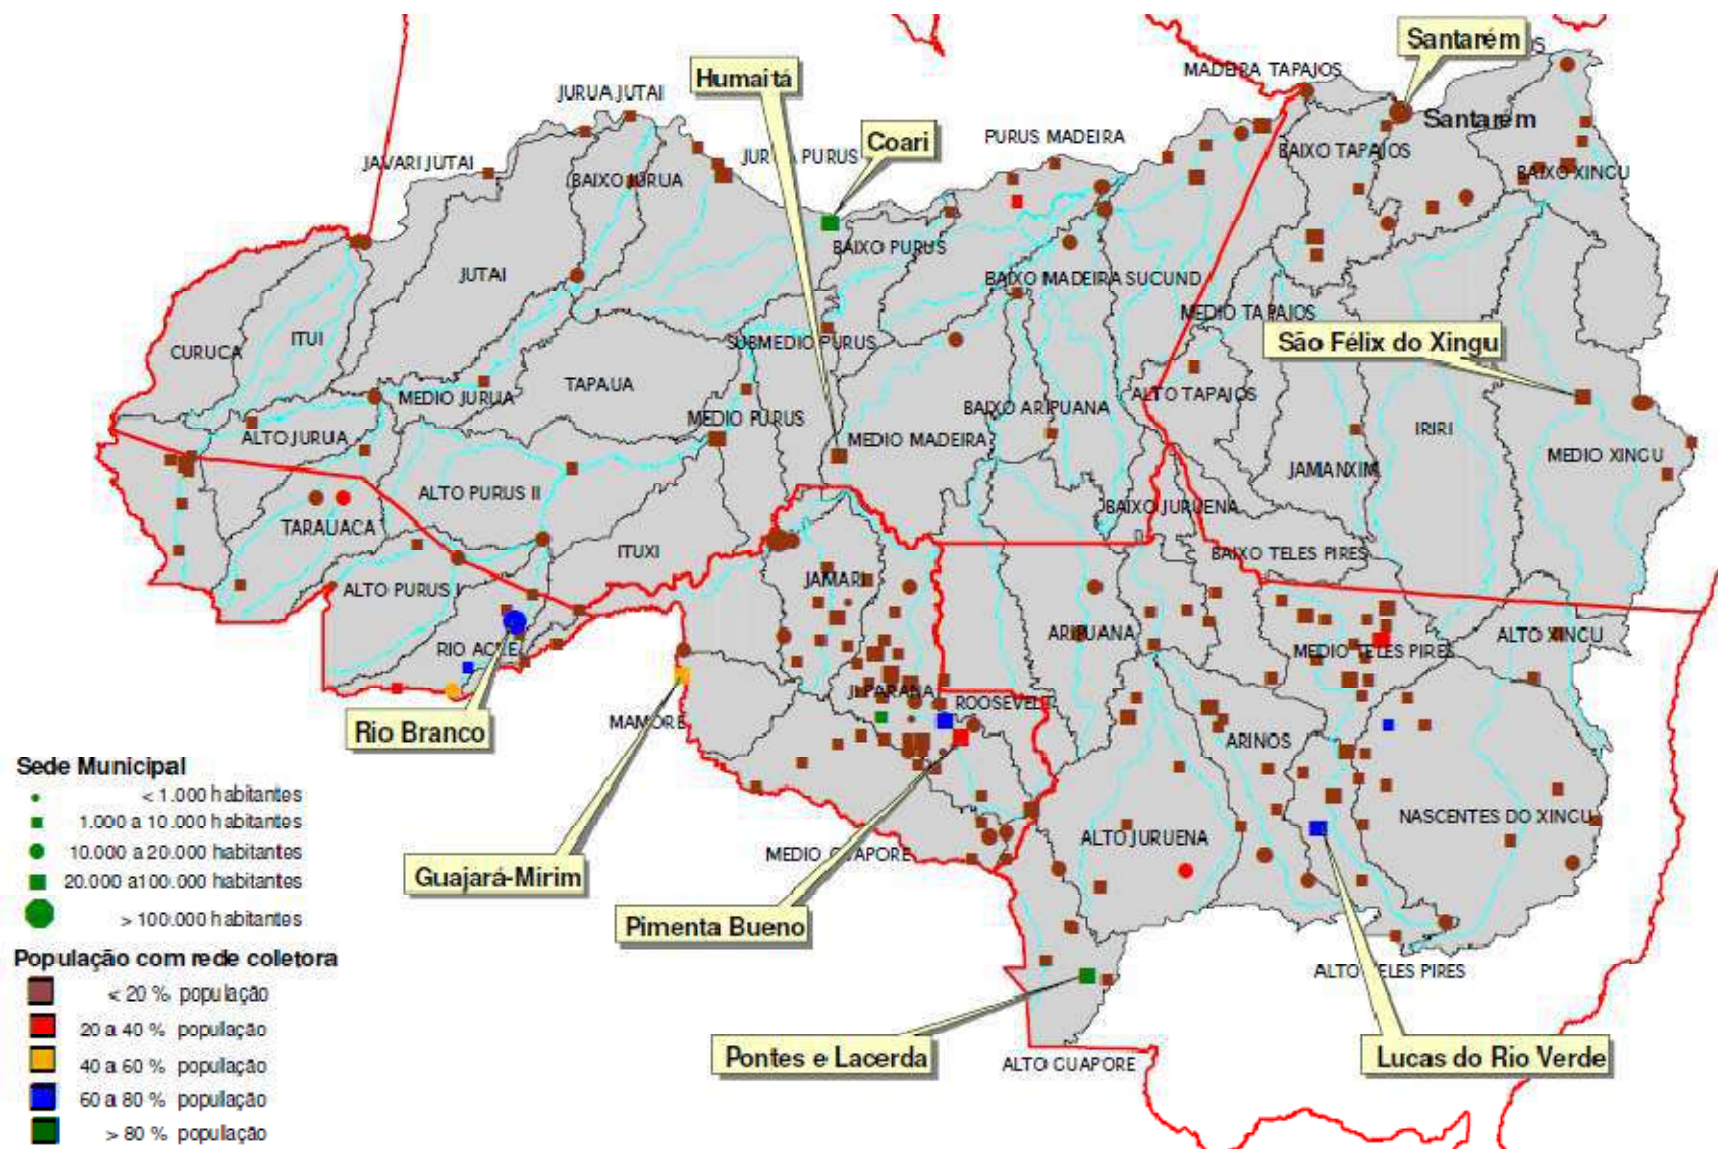 Santarém
MADEIRA TAPAJOS
Humaitá
JURUA JUTAI
Santarém
Coari
PURUS MADEIRA
JAVARI JUTAI
PURUS
BAIXO TAPAJOS
BAIXO JURUA
BAIXO XINGU
BAIXO PURUS
JUTAI
BAIXO MADEIRA SUCUND
MEDIO TAPAJOS
ITUI
CURUCA
SUBMEDIO PURUS
São Félix do Xingu
TAPAUA
MEDIO JURUA
ALTO TAPAJOS
BAIXO ARIPUANA
MEDIO PURUS
ALTO JURUA
MEDIO MADEIRA
IRIRI
MEDIO XINGU
JAMANXIM
ALTO PURUS II
BAIXO JURUENA
TARAUACA
ITUXI
BAIXO TELES PIRES
JAMARI
ALTO PURUS I
ARIPUANA
ALTO XINGU
RIO ACRE
MEDIO TELES PIRES
JI PARANA
ROOSEVELT
MAMORE
Rio Branco
ARINOS
Sede Municipal
< 1.000 habitantes
1.000 a 10.000 habitantes
10.000 a 20.000 habitantes
20.000 a100.000 habitantes
> 100.000 habitantes
NASCENTES DO XINGU
ALTO JURUENA
MEDIO GUAPORE
Guajará-Mirim
Pimenta Bueno
População com rede coletora
< 20 % população
20 a 40 % população
40 a 60 % população
60 a 80 % população
> 80 % população
ALTO TELES PIRES
Pontes e Lacerda
Lucas do Rio Verde
ALTO GUAPORE